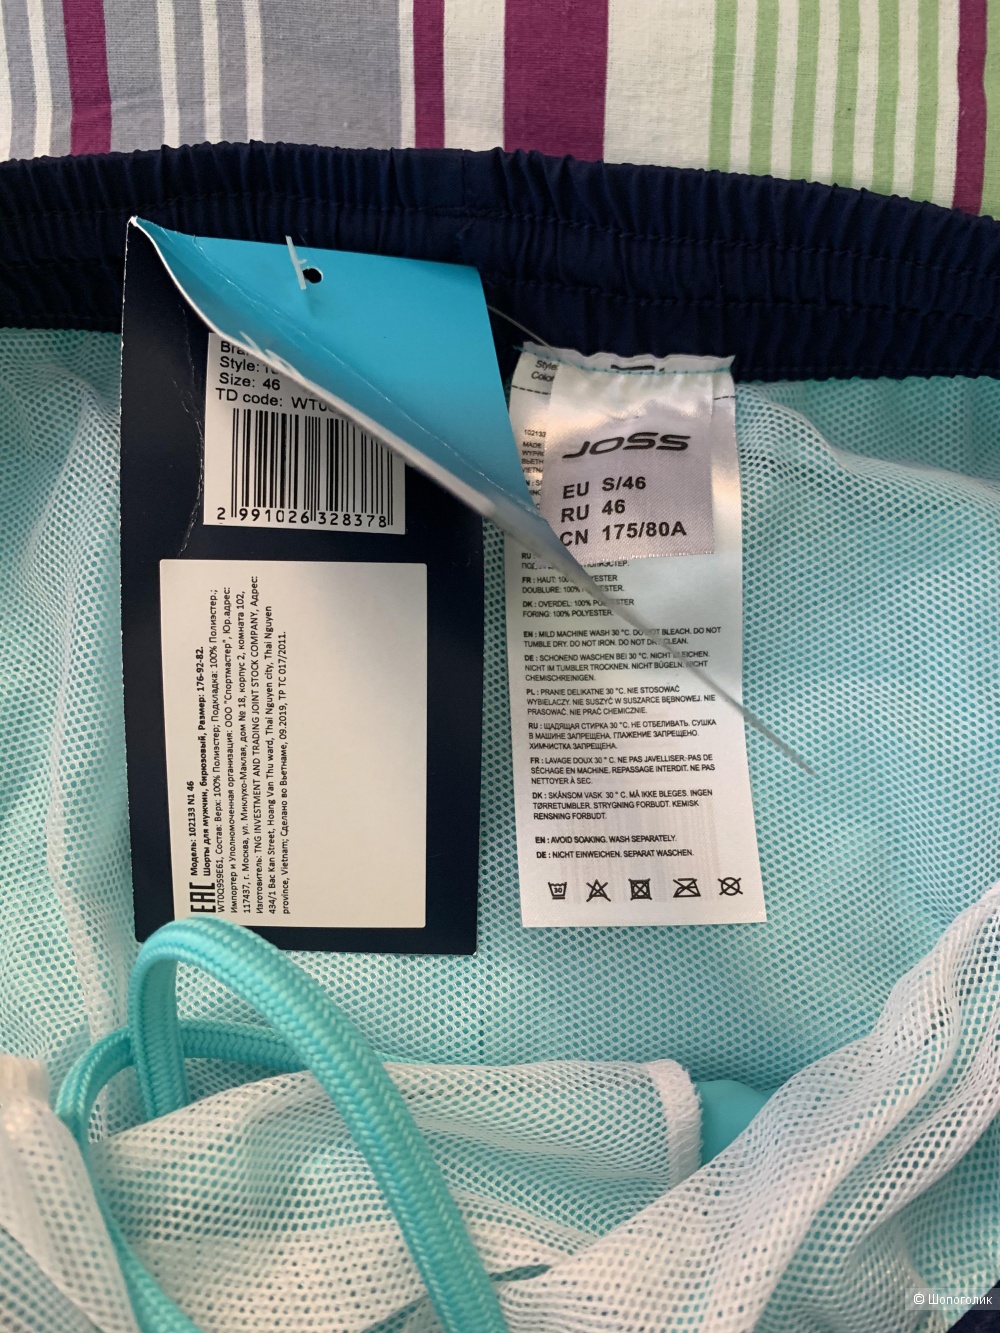 Style:
Size: 46
TD code:
2 991026 328378
EAC
Модель: 102133 N1 46
Шорты для мужчин, бирюзовый, Размер: 176-92-82.
WT0Q959E61, Состав: Верх: 100% Полиэстер; Подкладка: 100% Полиэстер.;
Импортер и Уполномоченная организация: ООО "Спортмастер", Юр.адрес:
117437, г. Москва, ул. Миклухо-Маклая, дом № 18, корпус 2, комната 102,
Изготовитель: TNG INVESTMENT AND TRADING JOINT STOCK COMPANY, Адрес:
434/1 Bac Kan Street, Hoang Van Thu ward, Thai Nguyen city, Thai Nguyen
province, Vietnam; Сделано во Вьетнаме, 09.2019, ТР ТС 017/2011.
JOSS
EU S/46
RU 46
CN 175/80A
102133
MADE
RU:
FR: HAUT: 100%
DOUBLURE: 100%
DK: OVERDEL: 100%
FORING: 100% POLYESTER.
EN: MILD MACHINE WASH 30 °C. DO NOT BLEACH. DO NOT
TUMBLE DRY. DO NOT IRON. DO NOT DRY CLEAN.
DE: SCHONEND WASCHEN BEI 30 °C. NICHT BLEICHEN.
NICHT IM TUMBLER TROCKNEN. NICHT BÜGELN. NICHT
CHEMISCHREINIGEN.
PL: PRANIE DELIKATNE 30 °C. NIE STOSOWAĆ
WYBIELACZY. NIE SUSZYĆ W SUSZARCE BĘBNOWEJ. NIE
PRASOWAĆ. NIE PRAĆ CHEMICZNIE.
RU: ЩАДЯЩАЯ СТИРКА 30 °C. НЕ ОТБЕЛИВАТЬ. СУШКА
В МАШИНЕ ЗАПРЕЩЕНА. ГЛАЖЕНИЕ ЗАПРЕЩЕНО.
ХИМЧИСТКА ЗАПРЕЩЕНА.
FR: LAVAGE DOUX 30 °C. NE PAS JAVELLISER. PAS DE
SÉCHAGE EN MACHINE. REPASSAGE INTERDIT. NE PAS
NETTOYER À SEC.
DK: SKÅNSOM VASK 30 °C. MÅ IKKE BLEGES. INGEN
TØRRETUMBLER. STRYGNING FORBUDT. KEMISK
RENSNING FORBUDT.
EN: AVOID SOAKING. WASH SEPARATELY.
DE: NICHT EINWEICHEN. SEPARAT WASCHEN.
30
© Шопоголик